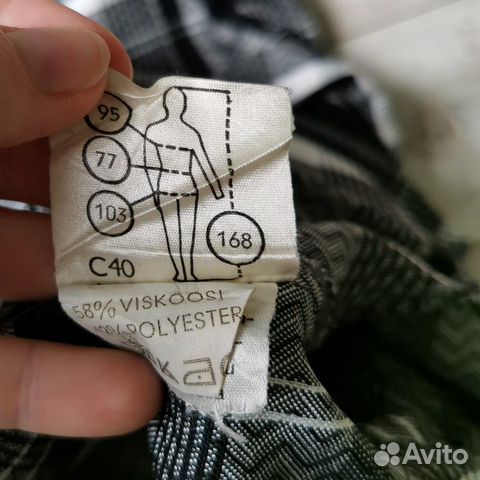 95
77
103
168
C40
58% VISKOOSI
POLYESTER
Avito